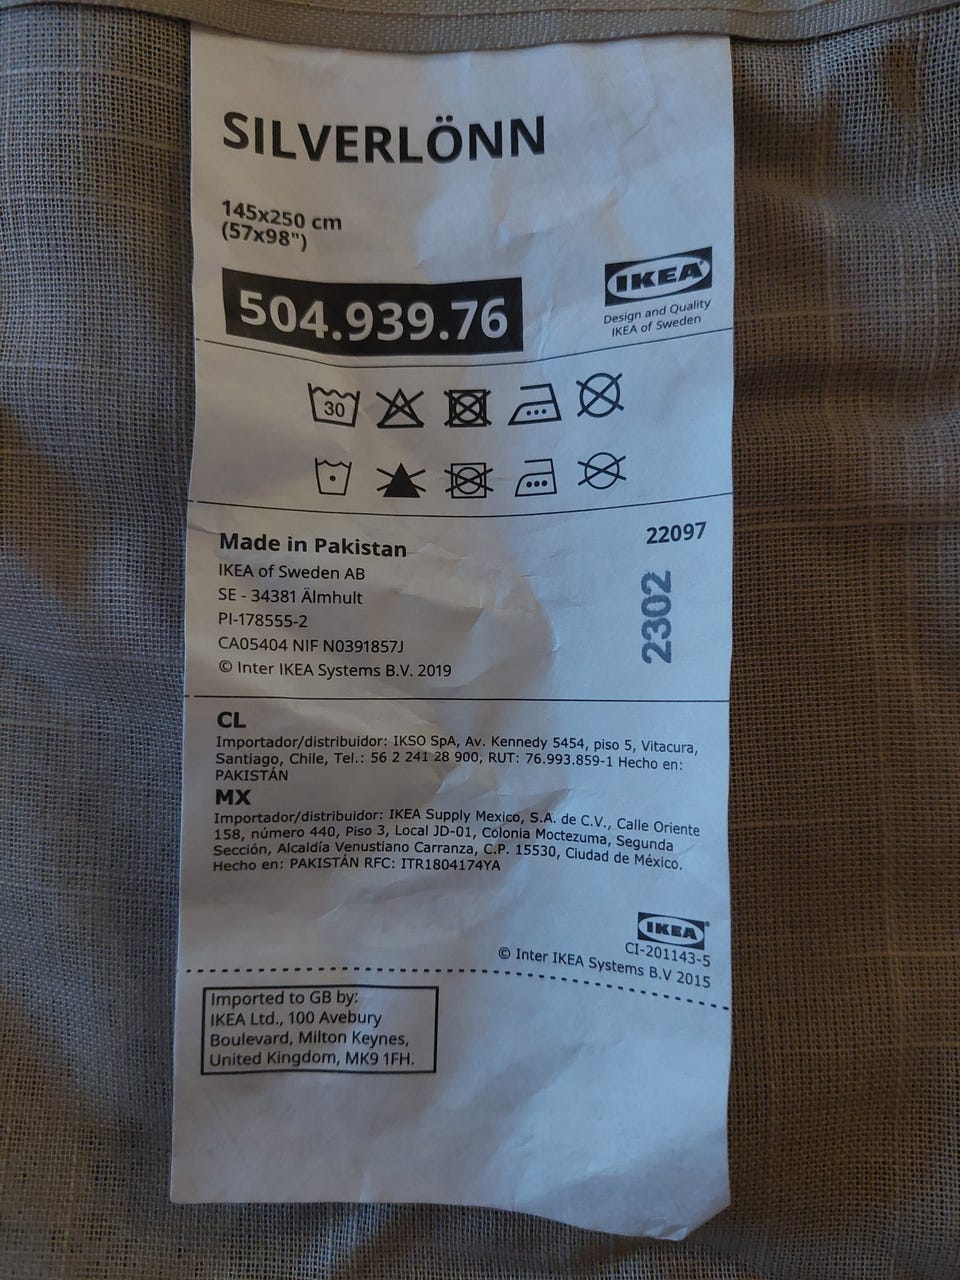 SILVERLÖNN
145x250 cm
(57x98")
504.939.76
IKEA®
Design and Quality
IKEA of Sweden
30
Made in Pakistan
IKEA of Sweden AB
SE - 34381 Älmhult
PI-178555-2
CA05404 NIF N0391857J
© Inter IKEA Systems B.V. 2019
22097
2302
CL
Importador/distribuidor: IKSO SpA, Av. Kennedy 5454, piso 5, Vitacura,
Santiago, Chile, Tel.: 56 2 241 28 900, RUT: 76.993.859-1 Hecho en:
PAKISTÁN
MX
Importador/distribuidor: IKEA Supply Mexico, S.A. de C.V., Calle Oriente
158, número 440, Piso 3, Local JD-01, Colonia Moctezuma, Segunda
Sección, Alcaldía Venustiano Carranza, C.P. 15530, Ciudad de México.
Hecho en: PAKISTÁN RFC: ITR1804174YA
IKEA®
CI-201143-5
© Inter IKEA Systems B.V 2015
Imported to GB by:
IKEA Ltd., 100 Avebury
Boulevard, Milton Keynes,
United Kingdom, MK9 1FH.